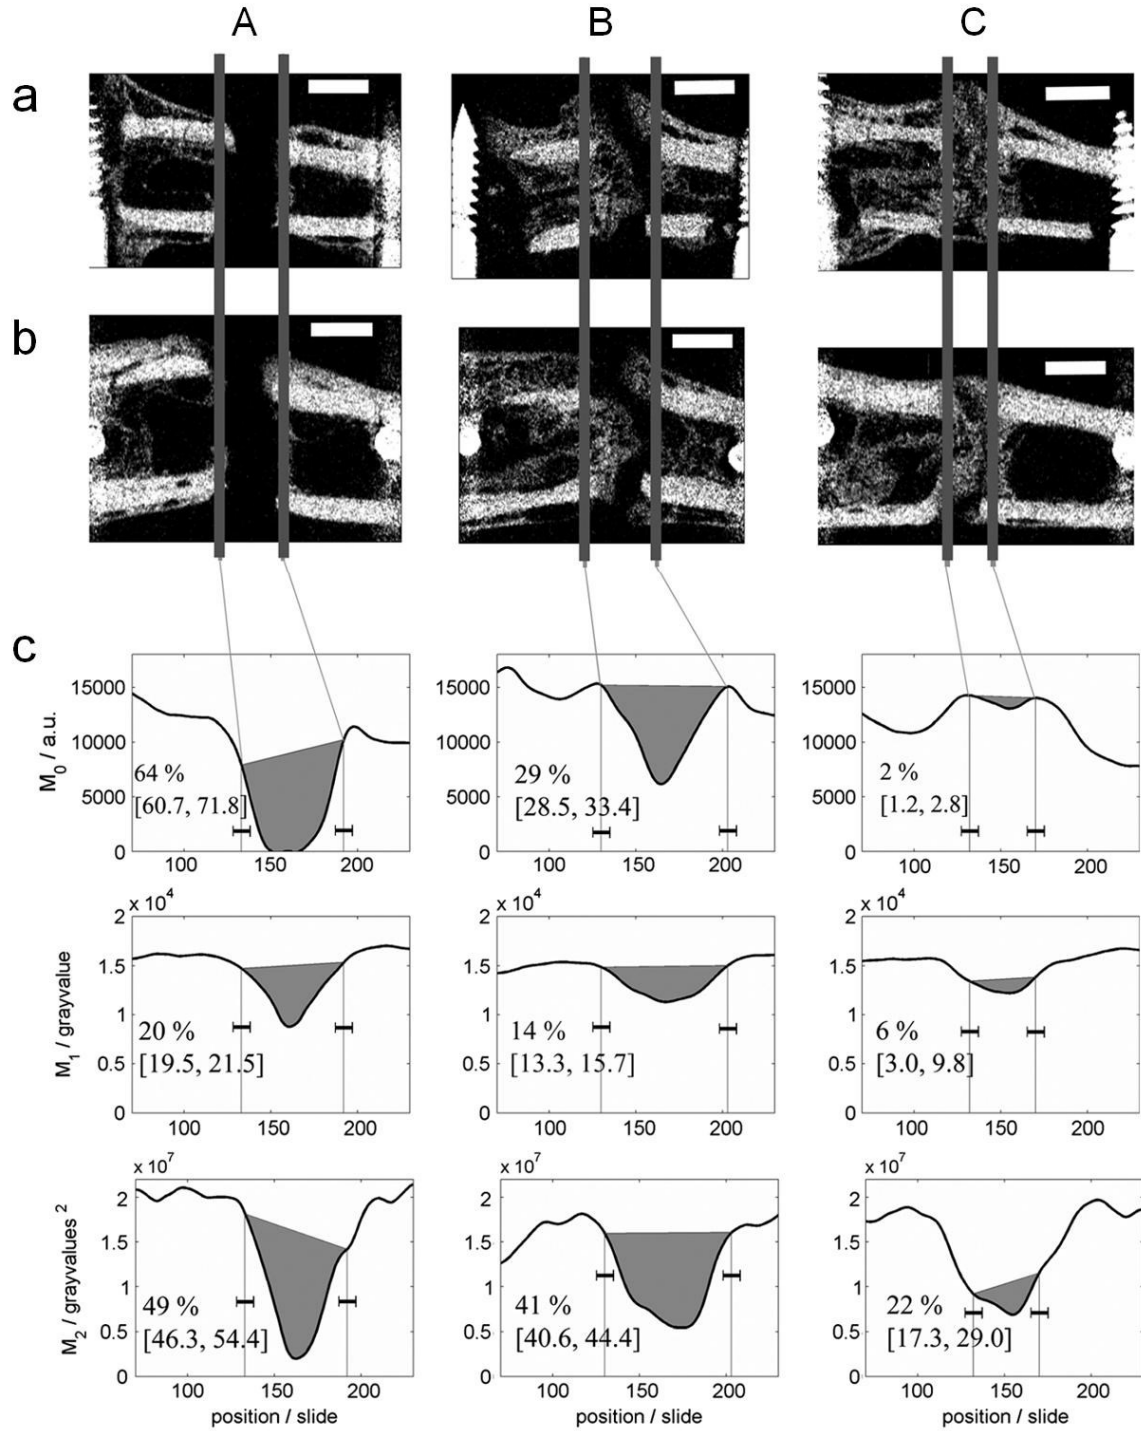 A B C
a
b
c
M0 / a.u.
15000
10000
5000
0
64 %
[60.7, 71.8]
100 150 200
15000
10000
5000
0
29 %
[28.5, 33.4]
100 150 200
15000
10000
5000
0
2 %
[1.2, 2.8]
100 150 200
M1 / grayvalue
x 10^4
2
1.5
1
0.5
0
20 %
[19.5, 21.5]
100 150 200
x 10^4
2
1.5
1
0.5
0
14 %
[13.3, 15.7]
100 150 200
x 10^4
2
1.5
1
0.5
0
6 %
[3.0, 9.8]
100 150 200
M2 / grayvalues^2
x 10^7
2
1.5
1
0.5
0
49 %
[46.3, 54.4]
100 150 200
position / slide
x 10^7
2
1.5
1
0.5
0
41 %
[40.6, 44.4]
100 150 200
position / slide
x 10^7
2
1.5
1
0.5
0
22 %
[17.3, 29.0]
100 150 200
position / slide